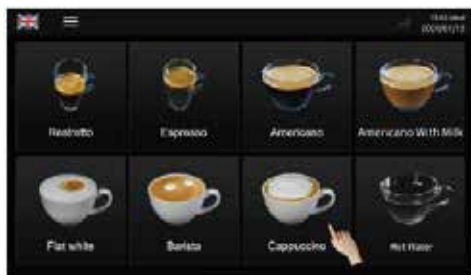 Restretto
Espresso
Americano
Americano With Milk
Flat white
Barista
Cappuccino
Hot Water